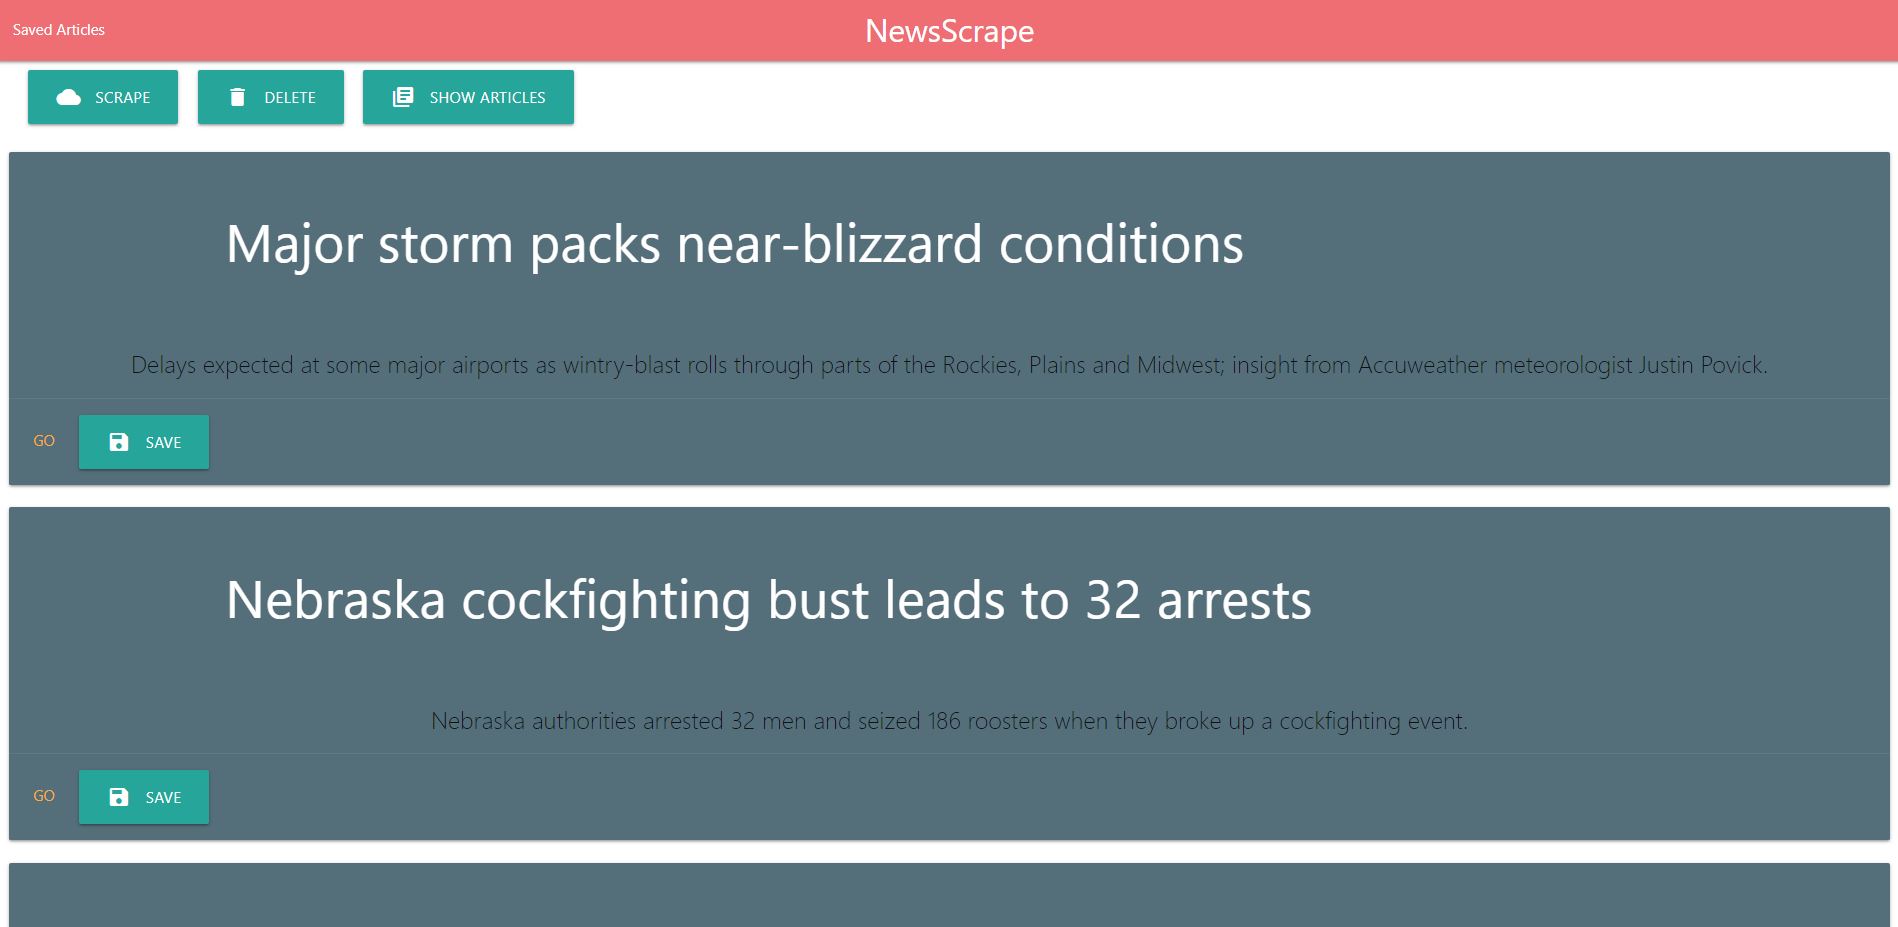 Saved Articles
NewsScrape
SCRAPE
DELETE
SHOW ARTICLES
Major storm packs near-blizzard conditions
Delays expected at some major airports as wintry-blast rolls through parts of the Rockies, Plains and Midwest; insight from Accuweather meteorologist Justin Povick.
GO
SAVE
Nebraska cockfighting bust leads to 32 arrests
Nebraska authorities arrested 32 men and seized 186 roosters when they broke up a cockfighting event.
GO
SAVE